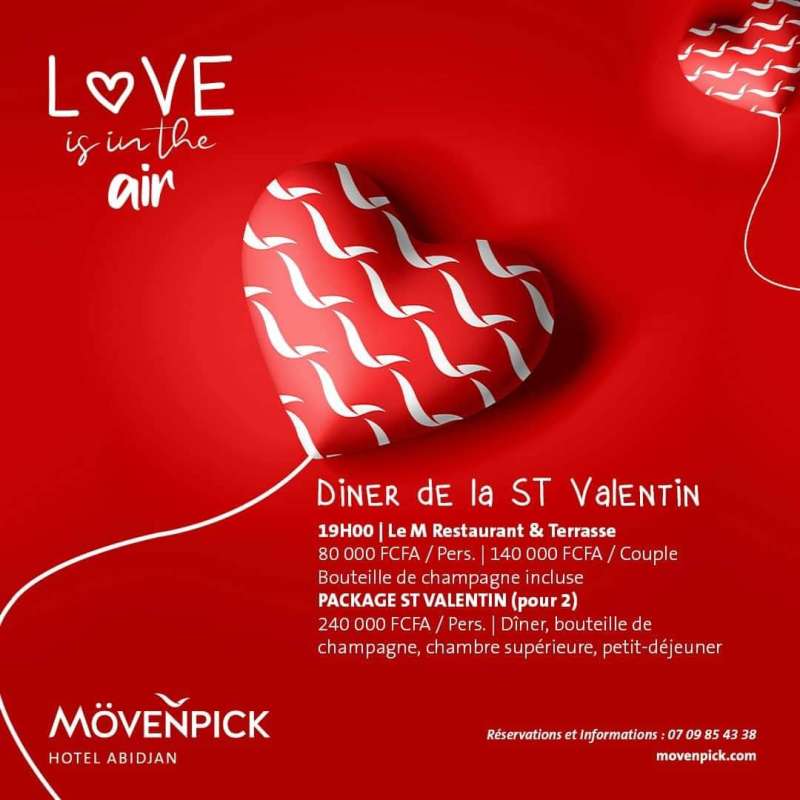 LOVE
is in the
air
Dîner de la ST Valentin
19H00 | Le M Restaurant & Terrasse
80 000 FCFA / Pers. | 140 000 FCFA / Couple
Bouteille de champagne incluse
PACKAGE ST VALENTIN (pour 2)
240 000 FCFA / Pers. | Dîner, bouteille de
champagne, chambre supérieure, petit-déjeuner
MÖVENPICK
HOTEL ABIDJAN
Réservations et Informations : 07 09 85 43 38
movenpick.com